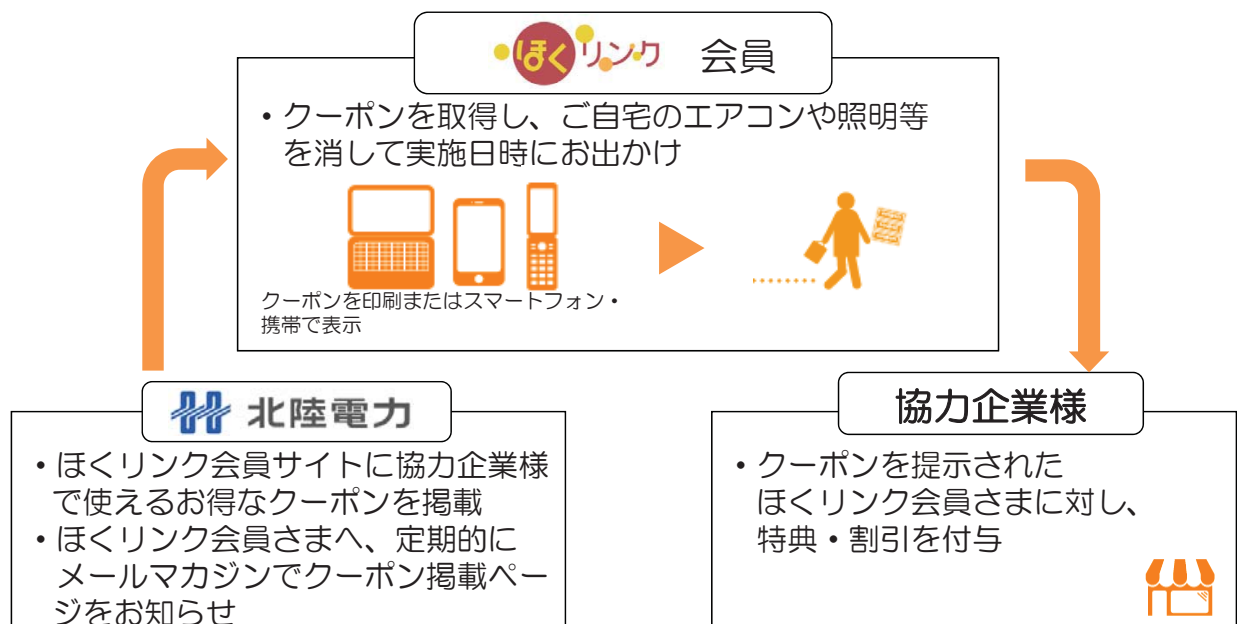 ほくリンク 会員
・クーポンを取得し、ご自宅のエアコンや照明等
を消して実施日時にお出かけ
クーポンを印刷またはスマートフォン・
携帯で表示
北陸電力
・ほくリンク会員サイトに協力企業様
で使えるお得なクーポンを掲載
・ほくリンク会員さまへ、定期的に
メールマカジンでクーポン掲載ペー
ジをお知らせ
協力企業様
・クーポンを提示された
ほくリンク会員さまに対し、
特典・割引を付与